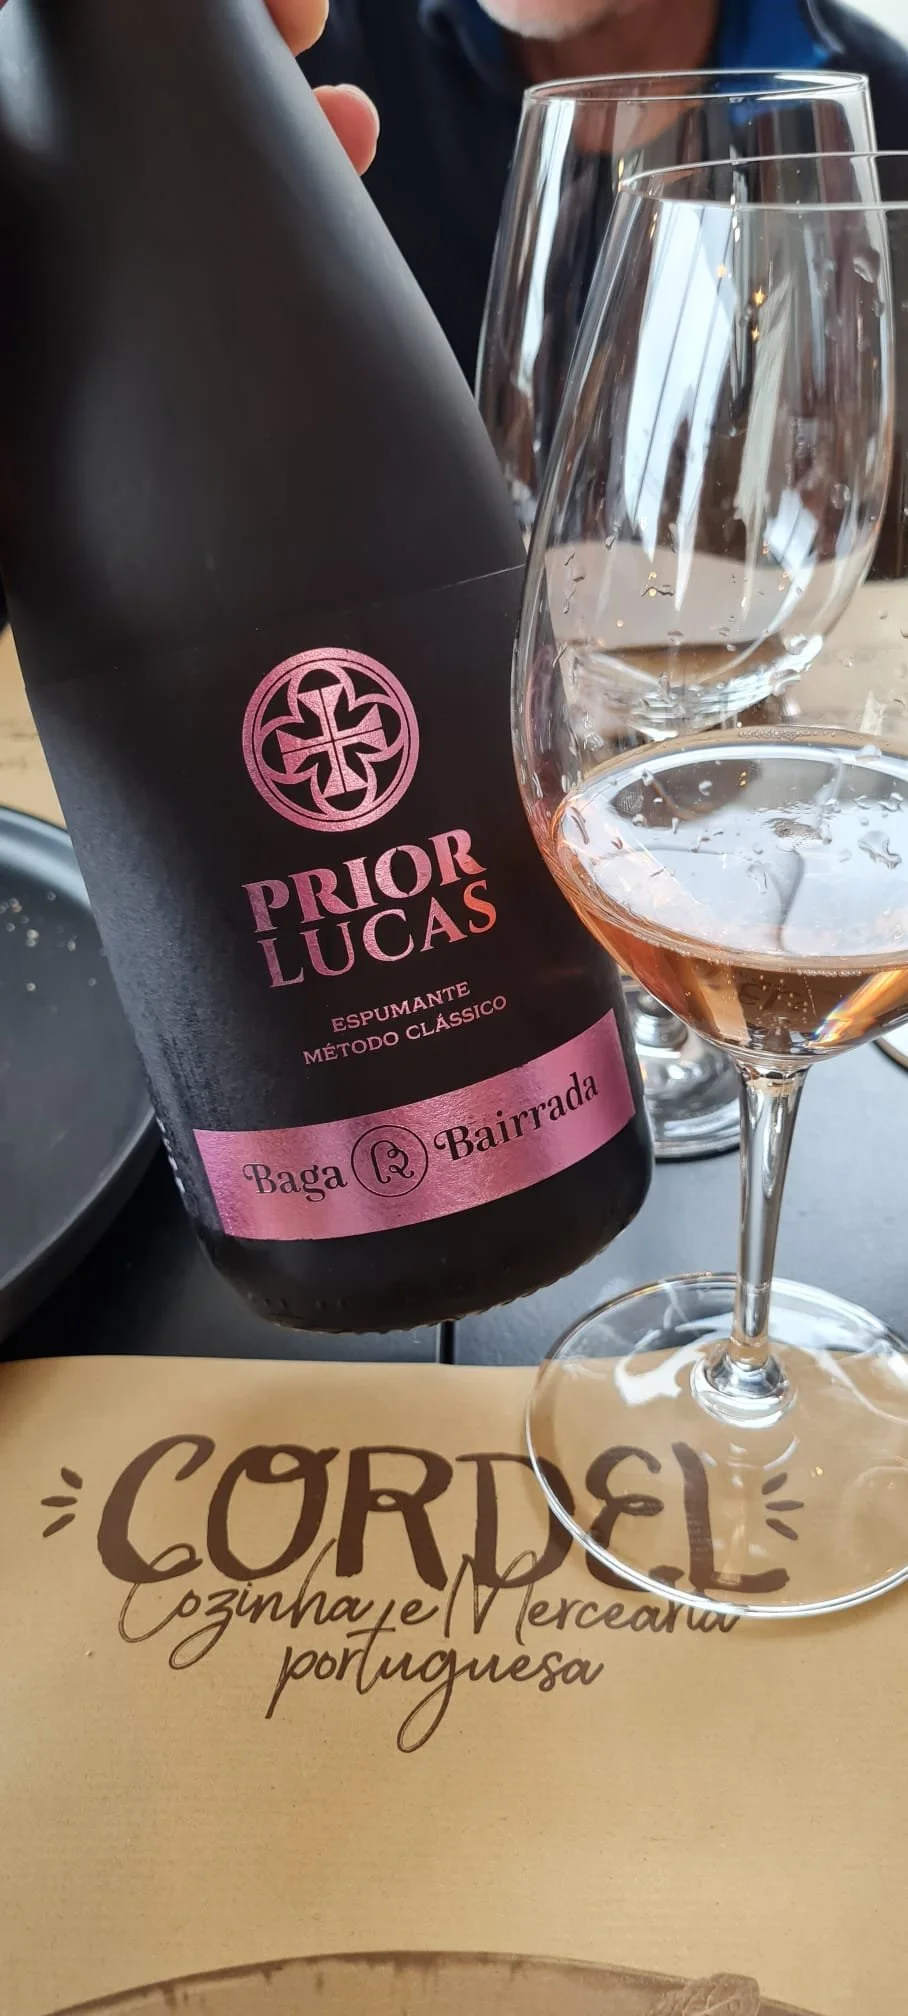 PRIOR
LUCAS
ESPUMANTE
MÉTODO CLÁSSICO
Baga Bairrada
CORDEL
Cozinha e Mercearia
portuguesa